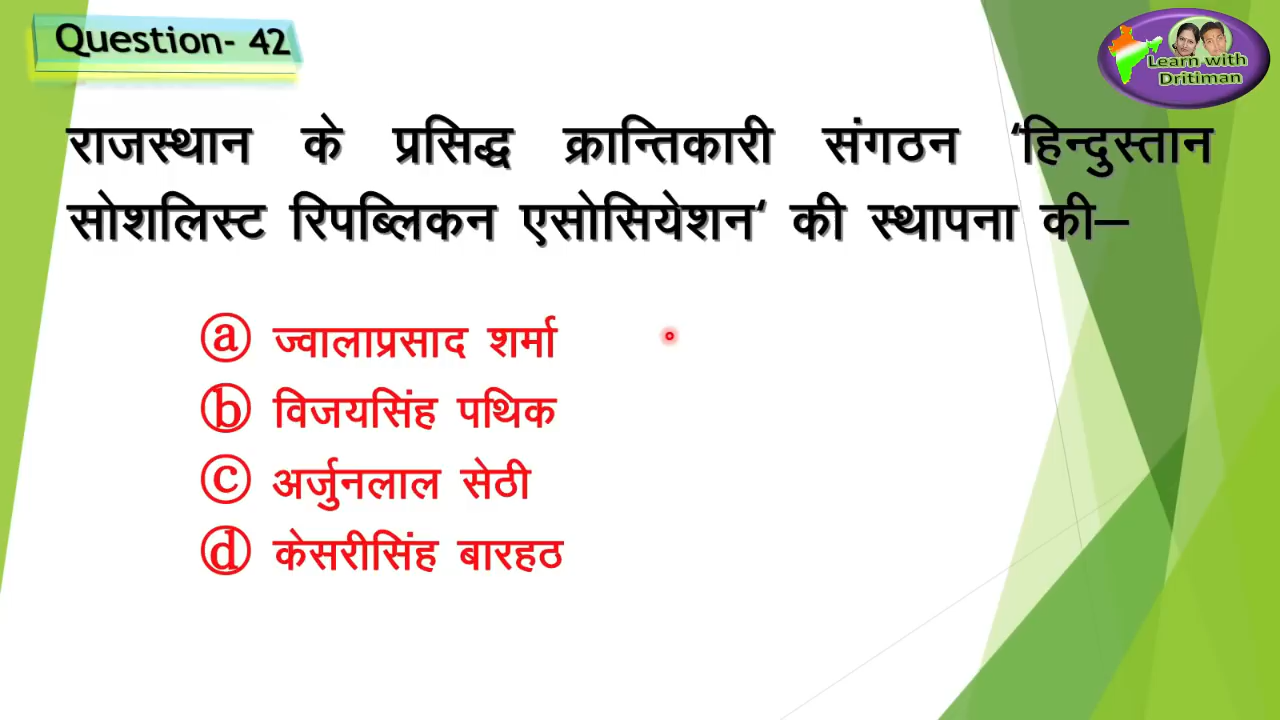 Question- 42
Learn with
Dritiman
राजस्थान के प्रसिद्ध क्रान्तिकारी संगठन ‘हिन्दुस्तान
सोशलिस्ट रिपब्लिकन एसोसियेशन‘ की स्थापना की–
ⓐ ज्वालाप्रसाद शर्मा
ⓑ विजयसिंह पथिक
ⓒ अर्जुनलाल सेठी
ⓓ केसरीसिंह बारहठ